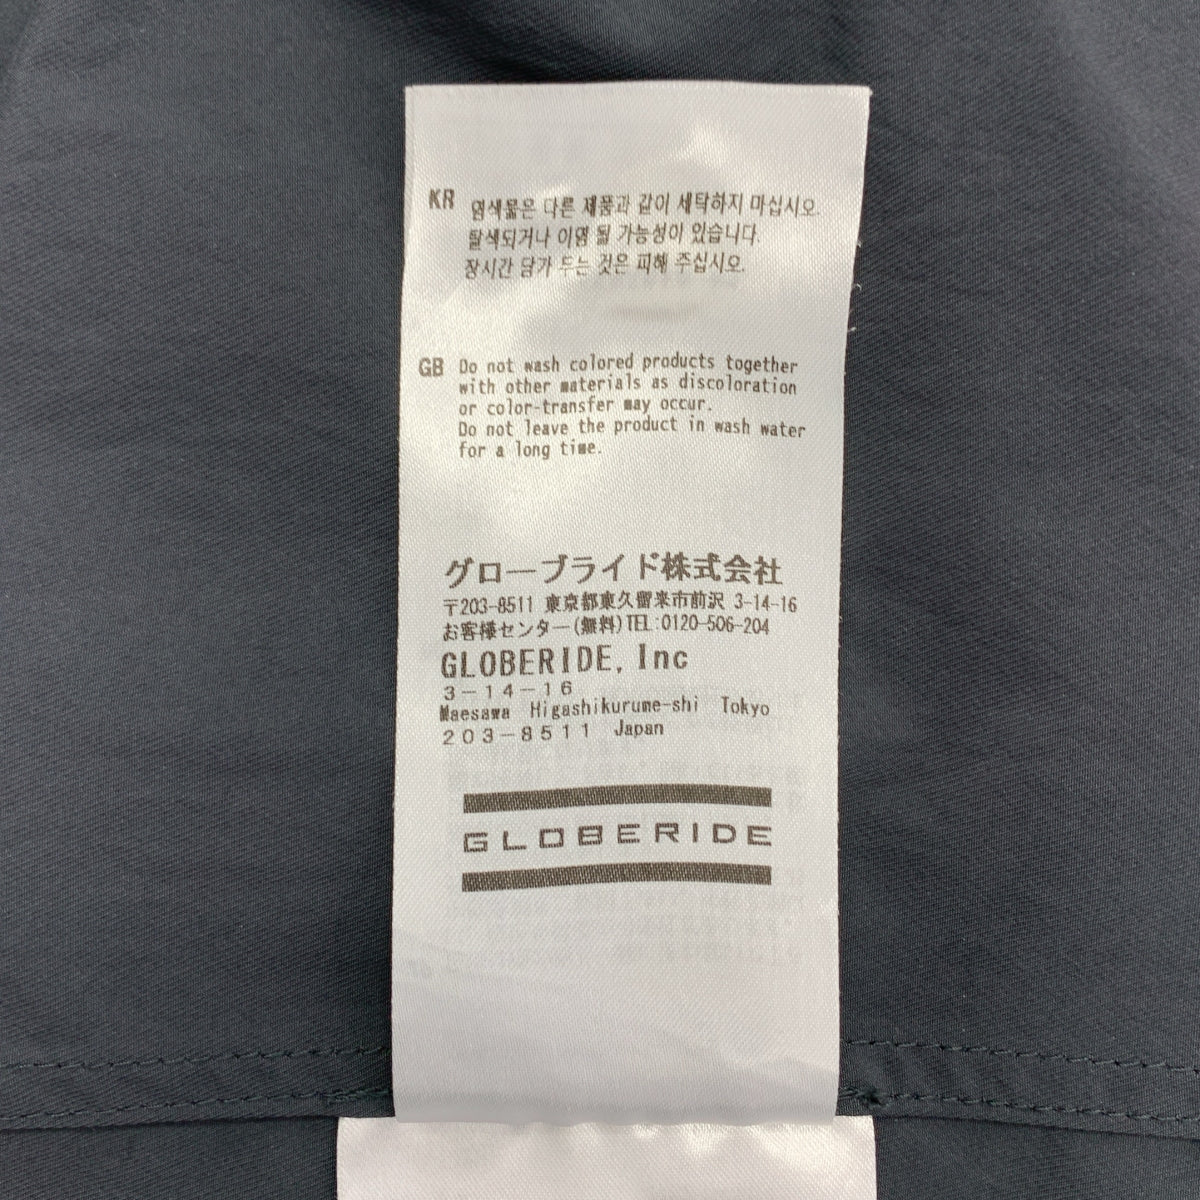 KR 염색물은 다른 제품과 같이 세탁하지 마십시오.
탈색되거나 이염 될 가능성이 있습니다.
장시간 담가 두는 것은 피해 주십시오.
GB Do not wash colored products together
with other materials as discoloration
or color-transfer may occur.
Do not leave the product in wash water
for a long time.
グローブライド株式会社
〒203-8511 東京都東久留米市前沢 3-14-16
お客様センター(無料)TEL:0120-506-204
GLOBERIDE, Inc
3-14-16
Maesawa Higashikurume-shi Tokyo
203-8511 Japan
GLOBERIDE